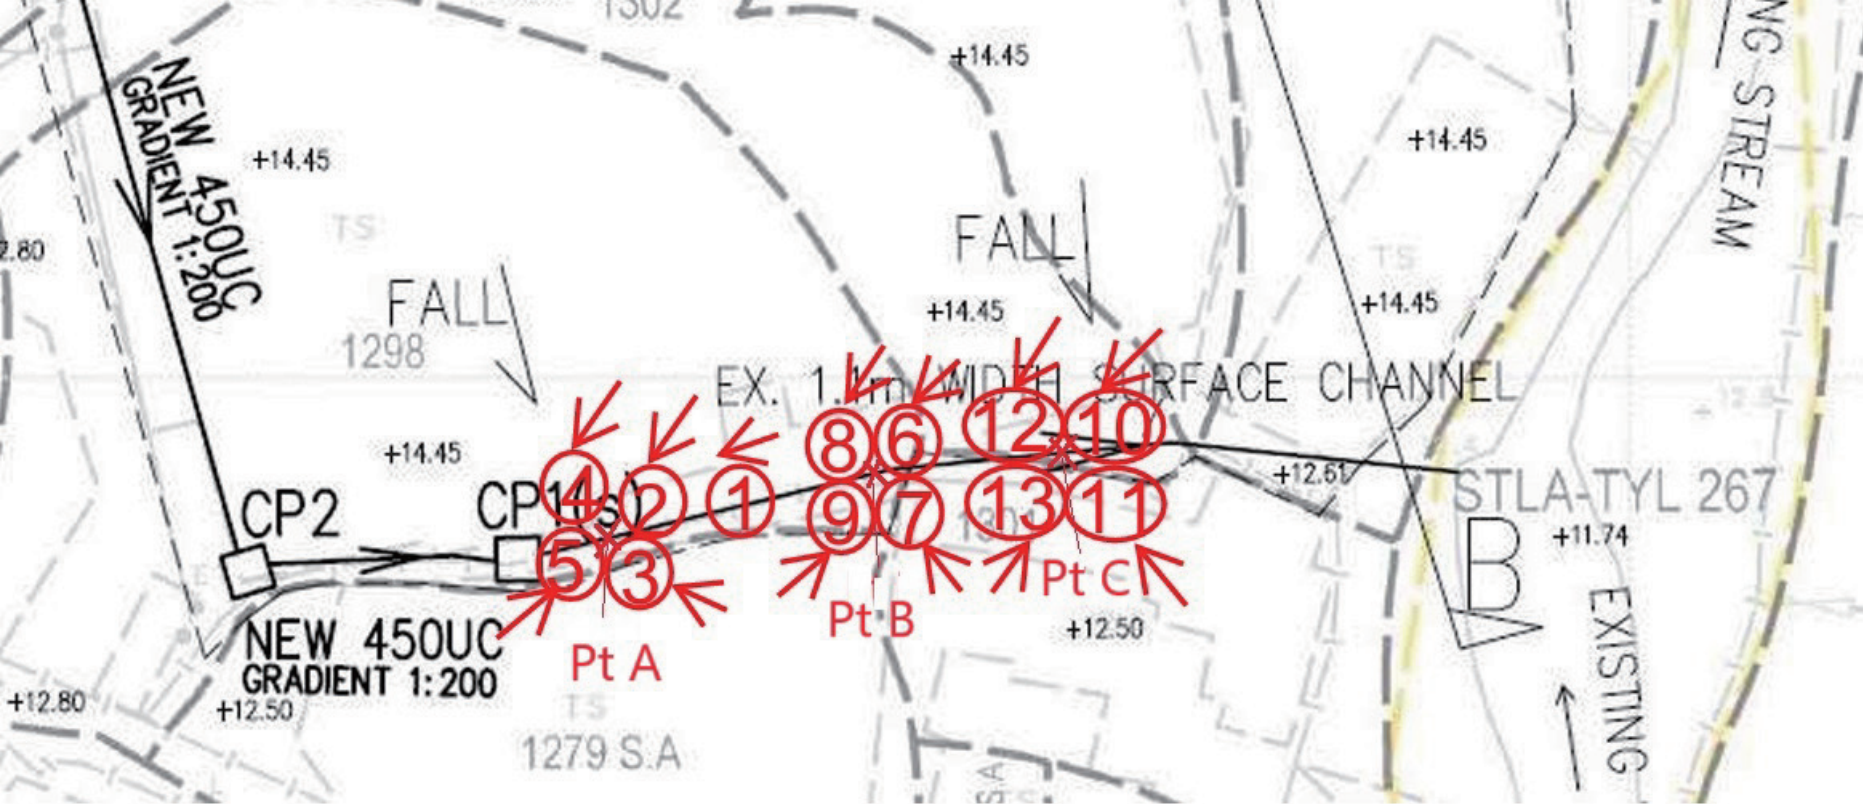 1302
+14.45
NEW 450UC
GRADIENT 1:200
+14.45
+14.45
NG STREAM
2.80
TS
FALL
TS
FALL
+14.45
+14.45
1298
EX. 1.1m WIDTH SURFACE CHANNEL
12
10
8
6
+14.45
4
2
1
CP2
CP1(s)
9
7
13
11
1301
+12.61
STLA-TYL 267
5
3
Pt A
Pt B
Pt C
B
+11.74
EXISTING
NEW 450UC
GRADIENT 1:200
+12.50
+12.80
+12.50
TS
1279 S.A
S.A